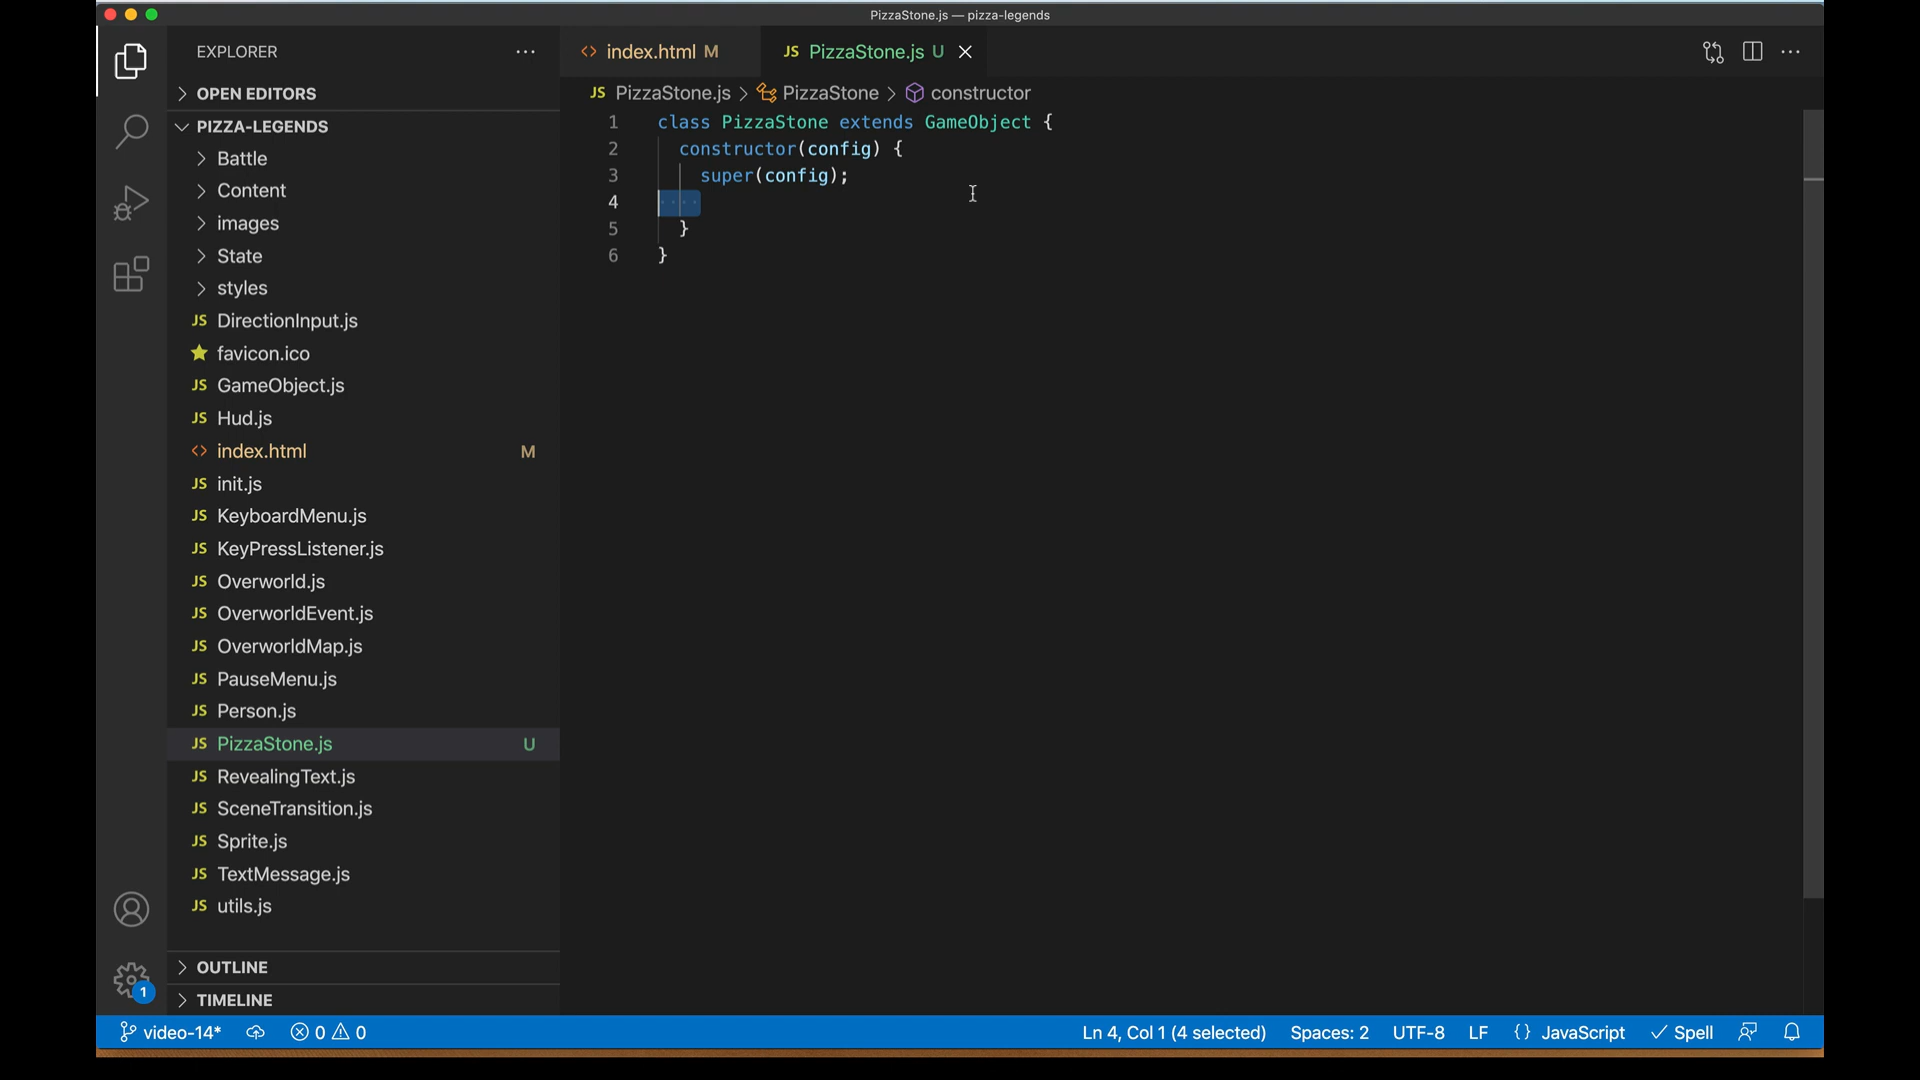 PizzaStone.js — pizza-legends
EXPLORER
index.html M
JS PizzaStone.js U
OPEN EDITORS
JS PizzaStone.js > PizzaStone > constructor
PIZZA-LEGENDS
1 class PizzaStone extends GameObject {
2 constructor(config) {
3 super(config);
4
5 }
6 }
Battle
Content
images
State
styles
JS DirectionInput.js
favicon.ico
JS GameObject.js
JS Hud.js
index.html M
JS init.js
JS KeyboardMenu.js
JS KeyPressListener.js
JS Overworld.js
JS OverworldEvent.js
JS OverworldMap.js
JS PauseMenu.js
JS Person.js
JS PizzaStone.js U
JS RevealingText.js
JS SceneTransition.js
JS Sprite.js
JS TextMessage.js
JS utils.js
OUTLINE
TIMELINE
1
video-14* 0 0 Ln 4, Col 1 (4 selected) Spaces: 2 UTF-8 LF {} JavaScript Spell